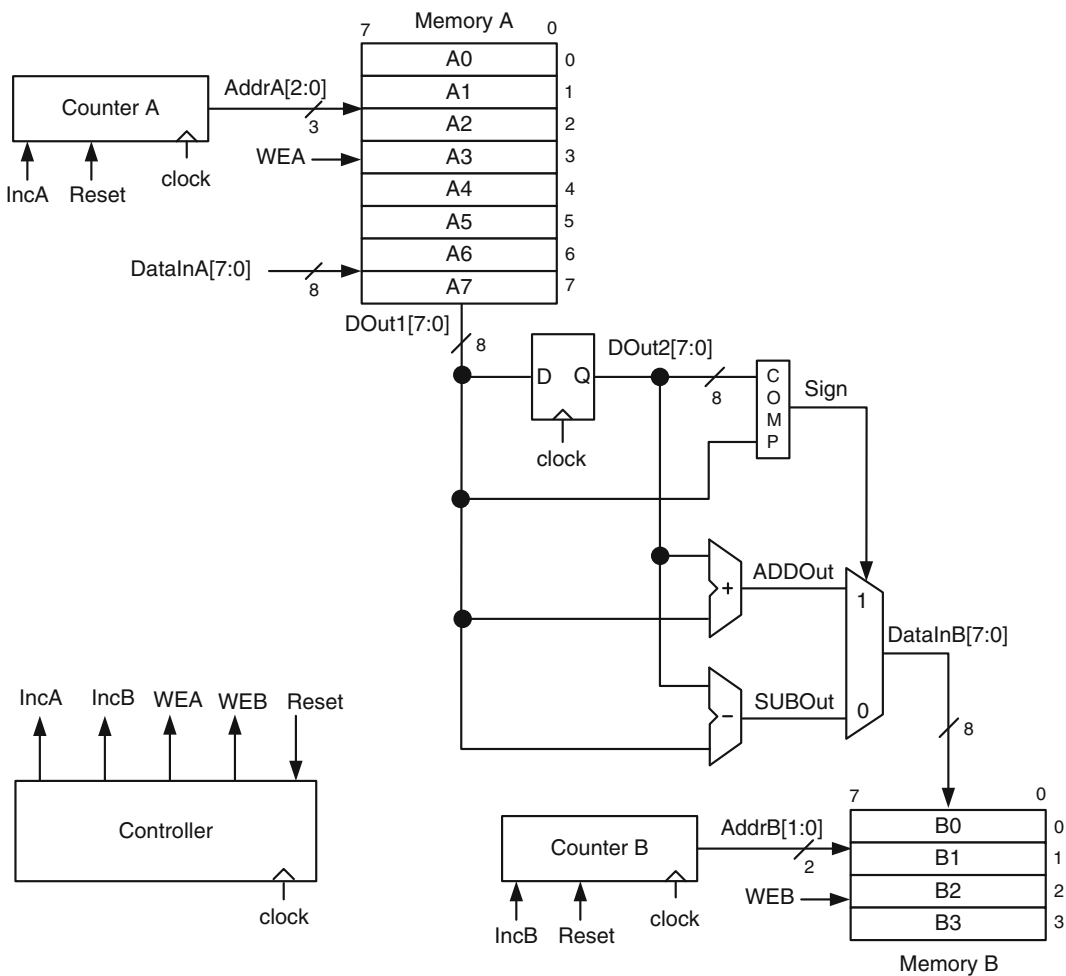 Memory A
7 0
A0 0
A1 1
A2 2
A3 3
A4 4
A5 5
A6 6
A7 7
Counter A
AddrA[2:0]
3
WEA
IncA Reset clock
DataInA[7:0]
8
DOut1[7:0]
8
D Q
clock
DOut2[7:0]
8
COMP
Sign
+
ADDOut
1
DataInB[7:0]
–
SUBOut
0
8
IncA IncB WEA WEB Reset
Controller
clock
Counter B
AddrB[1:0]
2
WEB
IncB Reset clock
7 0
B0 0
B1 1
B2 2
B3 3
Memory B